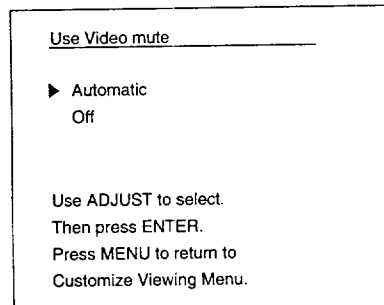 Use Video mute
Automatic
Off
Use ADJUST to select.
Then press ENTER.
Press MENU to return to
Customize Viewing Menu.